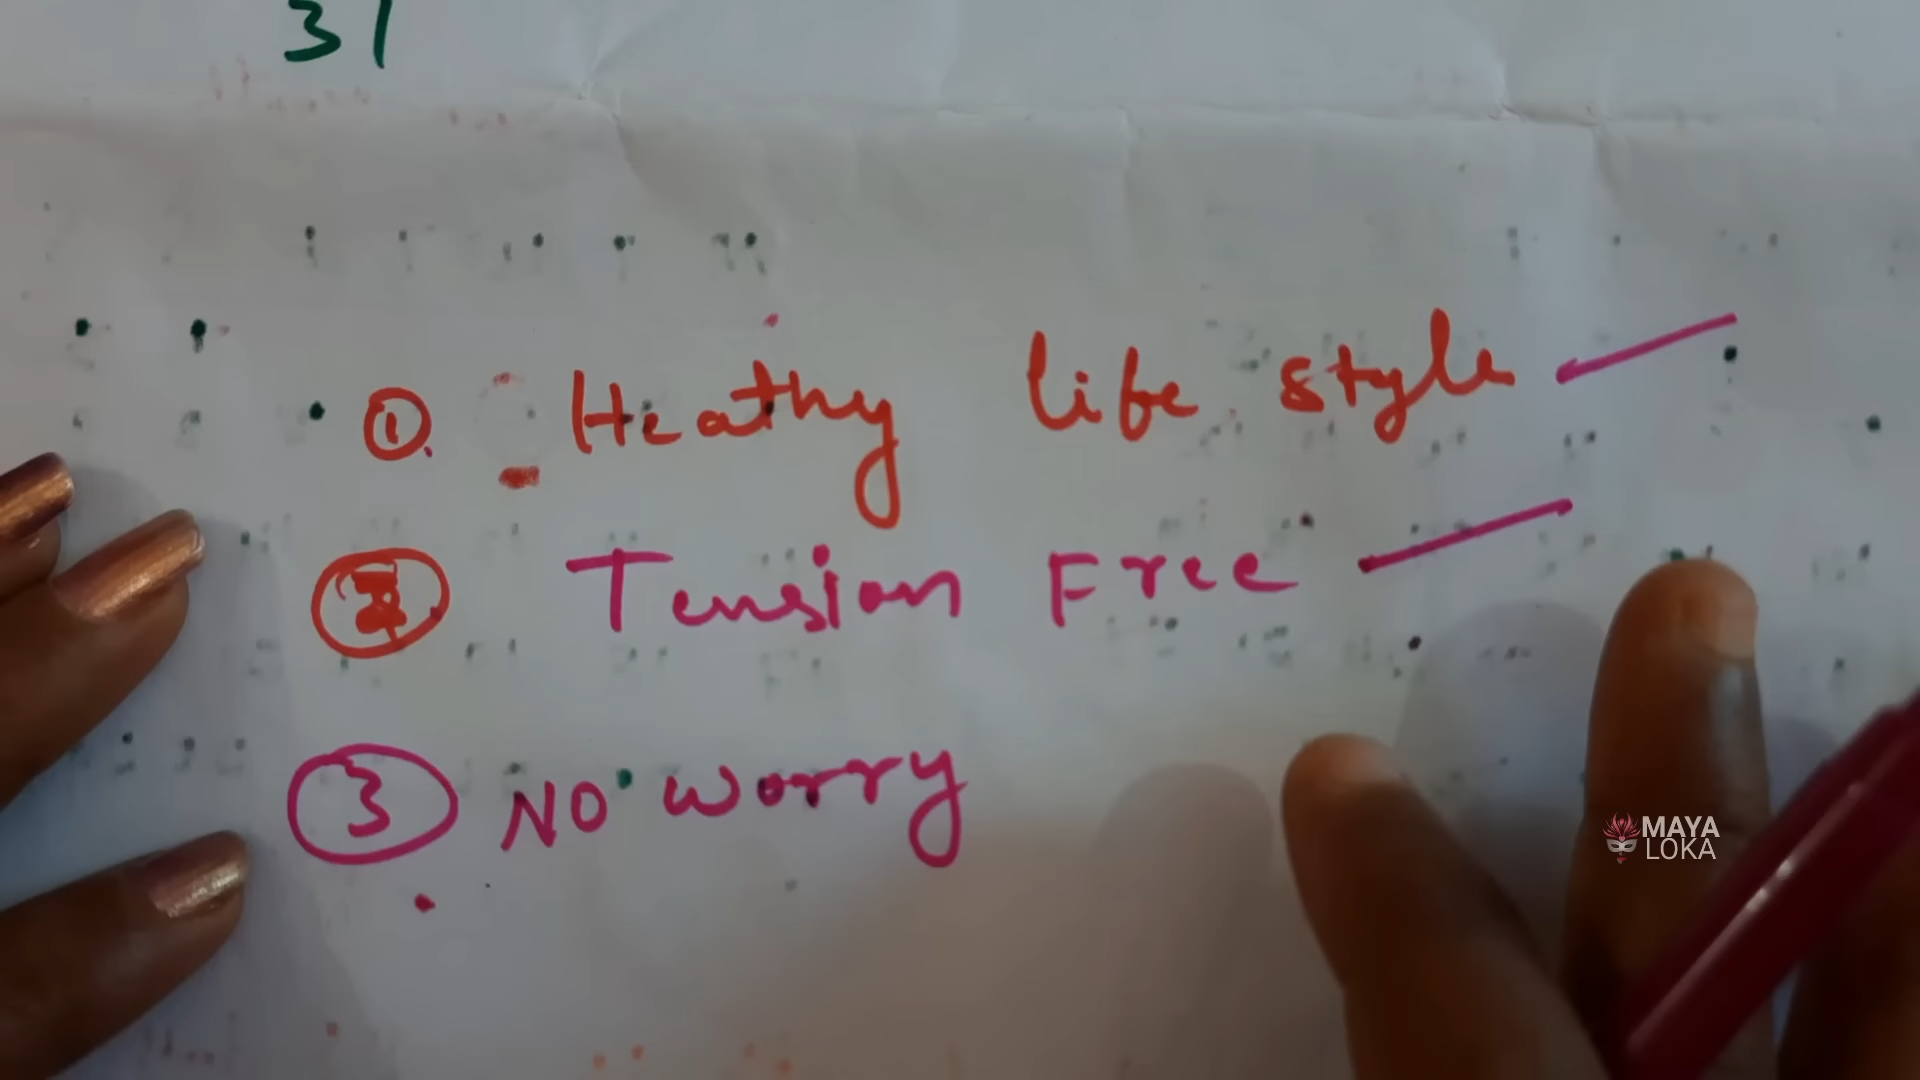 31
①. Heathy life style
② Tension Free
③ NO worry
MAYA
LOKA